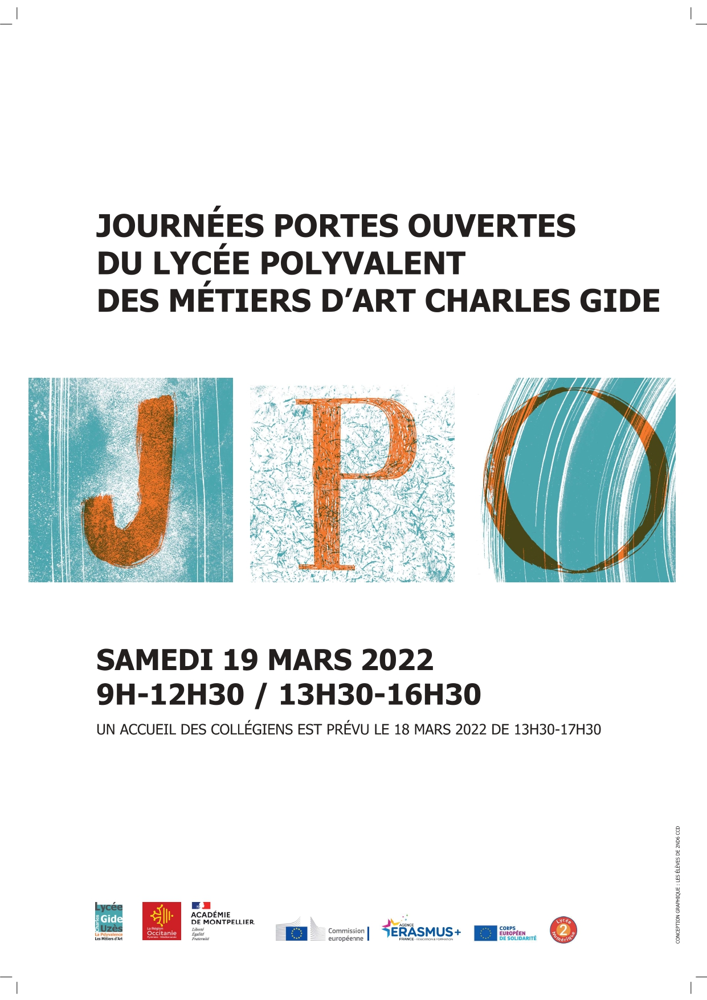 JOURNÉES PORTES OUVERTES
DU LYCÉE POLYVALENT
DES MÉTIERS D'ART CHARLES GIDE
J P O
SAMEDI 19 MARS 2022
9H-12H30 / 13H30-16H30
UN ACCUEIL DES COLLÉGIENS EST PRÉVU LE 18 MARS 2022 DE 13H30-17H30
CONCEPTION GRAPHIQUE : LES ÉLÈVES DE 2ND6 CCD
Lycée
Charles
Gide
Uzès
La Polyvalence
Les Métiers d'Art
La Région
Occitanie
Pyrénées - Méditerranée
ACADÉMIE
DE MONTPELLIER
Liberté
Égalité
Fraternité
Commission
européenne
AGENCE
ERASMUS+
FRANCE - EDUCATION & FORMATION
CORPS
EUROPÉEN
DE SOLIDARITÉ
Lycée
2
Numérique